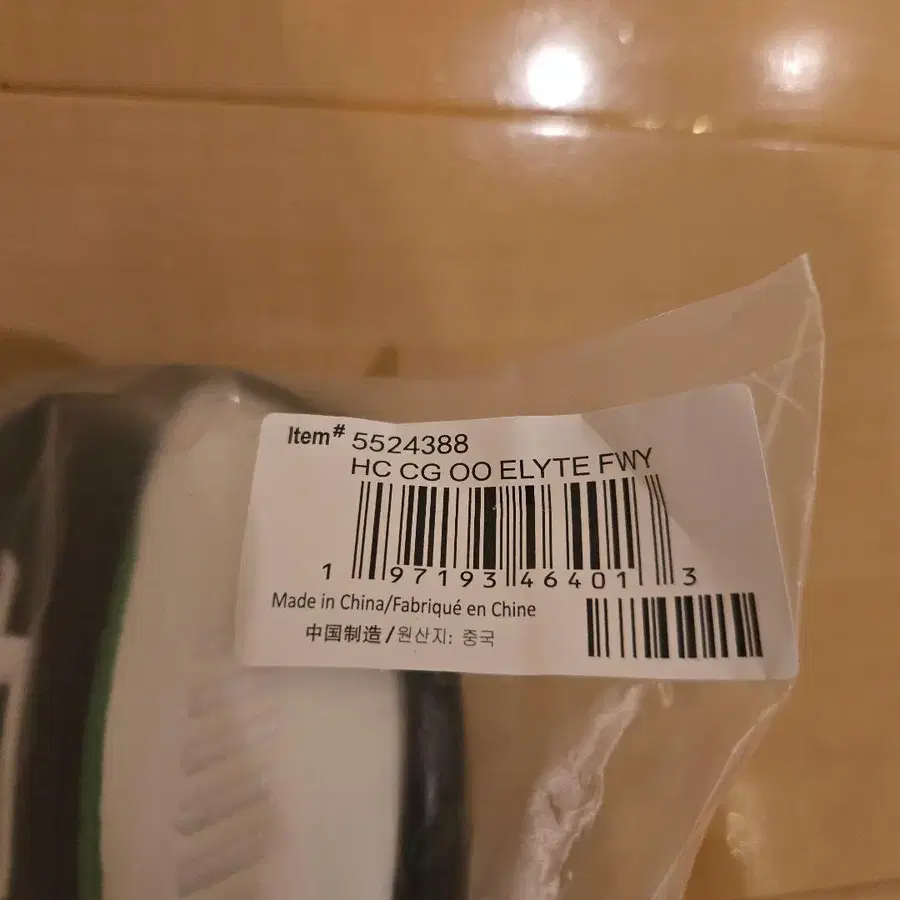 Item# 5524388
HC CG OO ELYTE FWY
1 97193 46401 3
Made in China/Fabriqué en Chine
中国制造/원산지: 중국